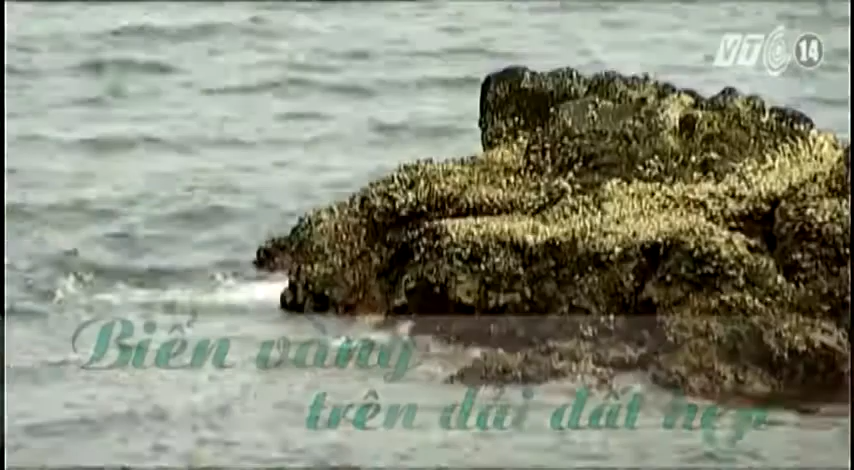 VTC 14
Biển vàng
trên dải đất hẹp